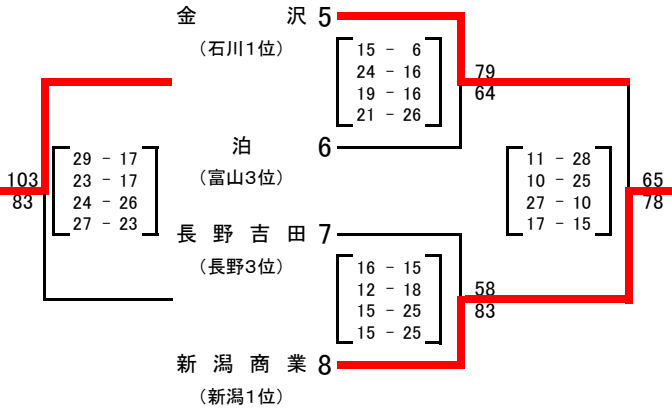 金 沢 5
（石川1位）
15 - 6
24 - 16
19 - 16
21 - 26
79
64
泊 6
（富山3位）
29 - 17
23 - 17
24 - 26
27 - 23
103
83
11 - 28
10 - 25
27 - 10
17 - 15
65
78
長 野 吉 田 7
（長野3位）
16 - 15
12 - 18
15 - 25
15 - 25
58
83
新 潟 商 業 8
（新潟1位）